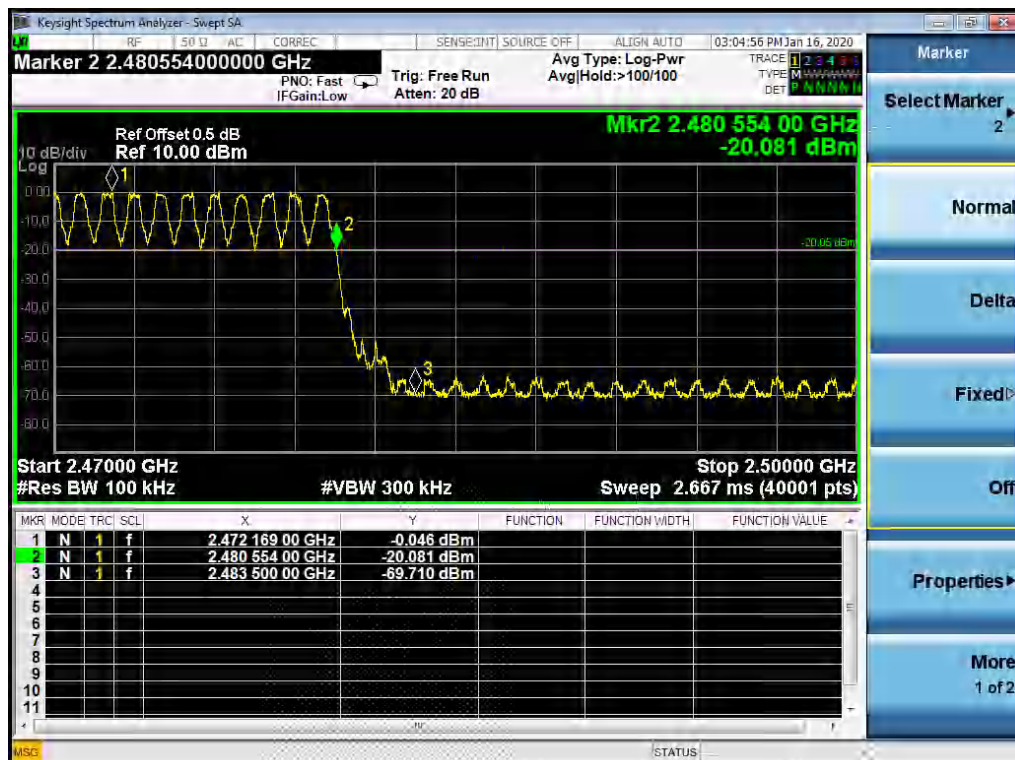 Keysight Spectrum Analyzer - Swept SA
LXI RF 50 Ω AC CORREC SENSE:INT SOURCE OFF ALIGN AUTO 03:04:56 PM Jan 16, 2020
Marker 2 2.480554000000 GHz
PNO: Fast
IFGain:Low
Trig: Free Run
Atten: 20 dB
Avg Type: Log-Pwr
Avg|Hold:>100/100
TRACE 1 2 3 4 5 6
TYPE M
DET P N N N N N
Mkr2 2.480 554 00 GHz
-20.081 dBm
Ref Offset 0.5 dB
10 dB/div Ref 10.00 dBm
Log
0.00
-10.0
-20.0
-30.0
-40.0
-50.0
-60.0
-70.0
-80.0
1
2
3
-20.05 dBm
Start 2.47000 GHz Stop 2.50000 GHz
#Res BW 100 kHz #VBW 300 kHz Sweep 2.667 ms (40001 pts)
MKR MODE TRC SCL X Y FUNCTION FUNCTION WIDTH FUNCTION VALUE
1 N 1 f 2.472 169 00 GHz -0.046 dBm
2 N 1 f 2.480 554 00 GHz -20.081 dBm
3 N 1 f 2.483 500 00 GHz -69.710 dBm
4
5
6
7
8
9
10
11
MSG STATUS
Marker
Select Marker
2
Normal
Delta
Fixed
Off
Properties
More
1 of 2